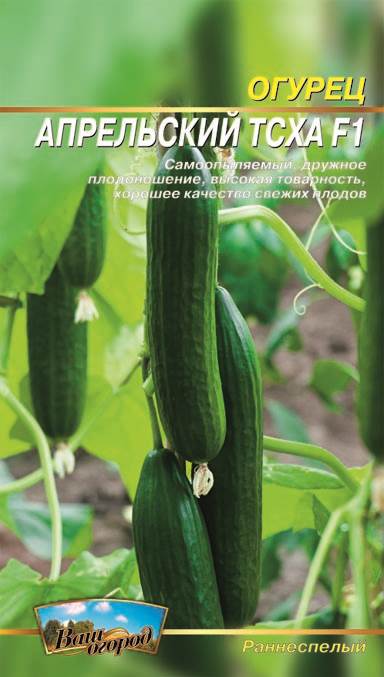 ОГУРЕЦ
АПРЕЛЬСКИЙ ТСХА F1
Самоопыляемый, дружное
плодоношение, высокая товарность,
хорошее качество свежих плодов
Ваш
огород
Раннеспелый